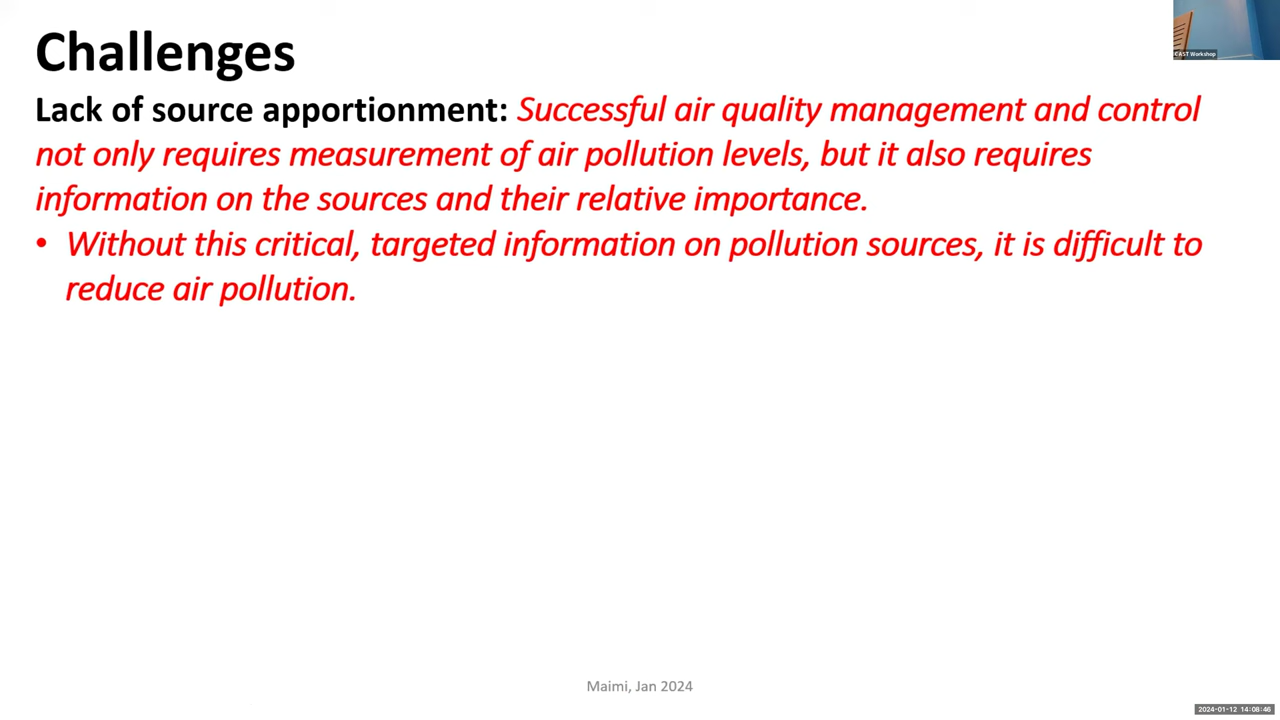 Challenges
Lack of source apportionment: Successful air quality management and control
not only requires measurement of air pollution levels, but it also requires
information on the sources and their relative importance.
• Without this critical, targeted information on pollution sources, it is difficult to
reduce air pollution.
Maimi, Jan 2024
2024-01-12 14:08:46